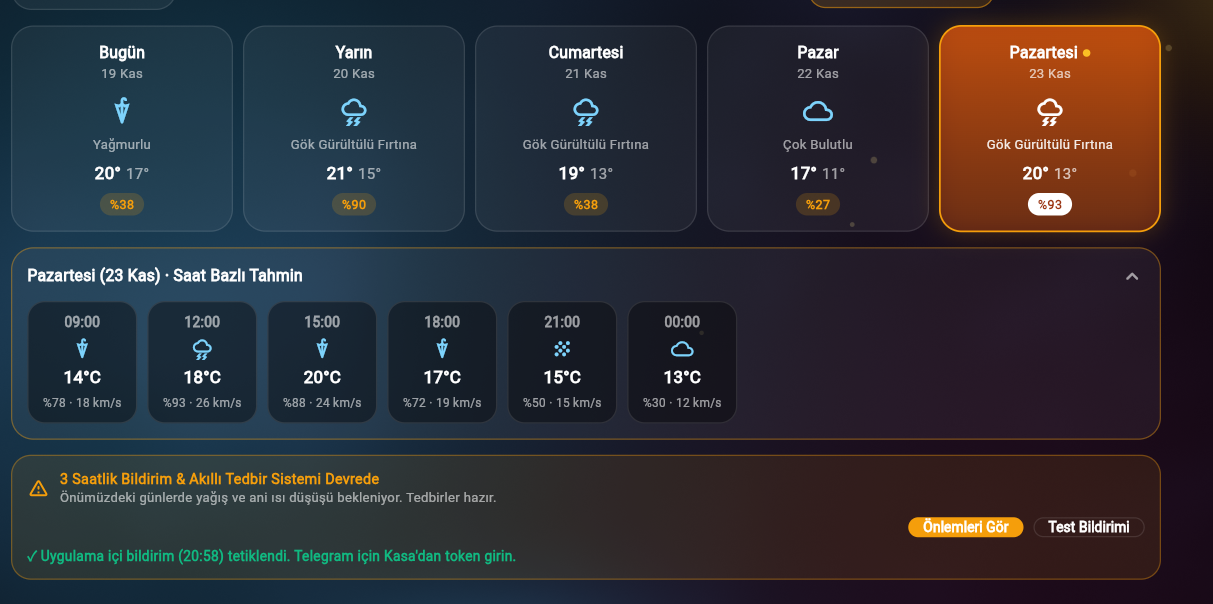 Bugün
19 Kas
Yağmurlu
20° 17°
%38
Yarın
20 Kas
Gök Gürültülü Fırtına
21° 15°
%90
Cumartesi
21 Kas
Gök Gürültülü Fırtına
19° 13°
%38
Pazar
22 Kas
Çok Bulutlu
17° 11°
%27
Pazartesi
23 Kas
Gök Gürültülü Fırtına
20° 13°
%93
Pazartesi (23 Kas) · Saat Bazlı Tahmin
09:00
14°C
%78 · 18 km/s
12:00
18°C
%93 · 26 km/s
15:00
20°C
%88 · 24 km/s
18:00
17°C
%72 · 19 km/s
21:00
15°C
%50 · 15 km/s
00:00
13°C
%30 · 12 km/s
3 Saatlik Bildirim & Akıllı Tedbir Sistemi Devrede
Önümüzdeki günlerde yağış ve ani ısı düşüşü bekleniyor. Tedbirler hazır.
Önlemleri Gör
Test Bildirimi
✓ Uygulama içi bildirim (20:58) tetiklendi. Telegram için Kasa'dan token girin.